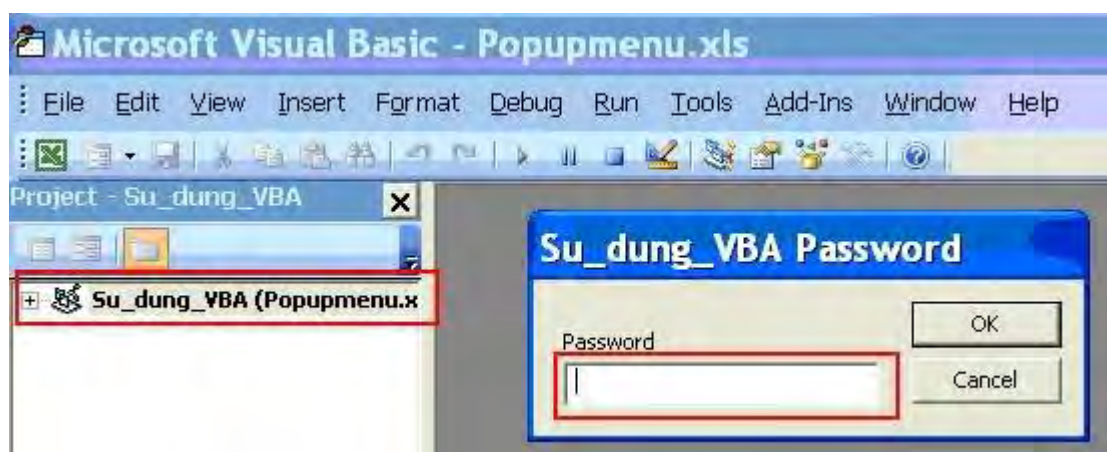 Microsoft Visual Basic - Popupmenu.xls
File Edit View Insert Format Debug Run Tools Add-Ins Window Help
Project - Su_dung_VBA
Su_dung_VBA (Popupmenu.x
Su_dung_VBA Password
Password
OK
Cancel